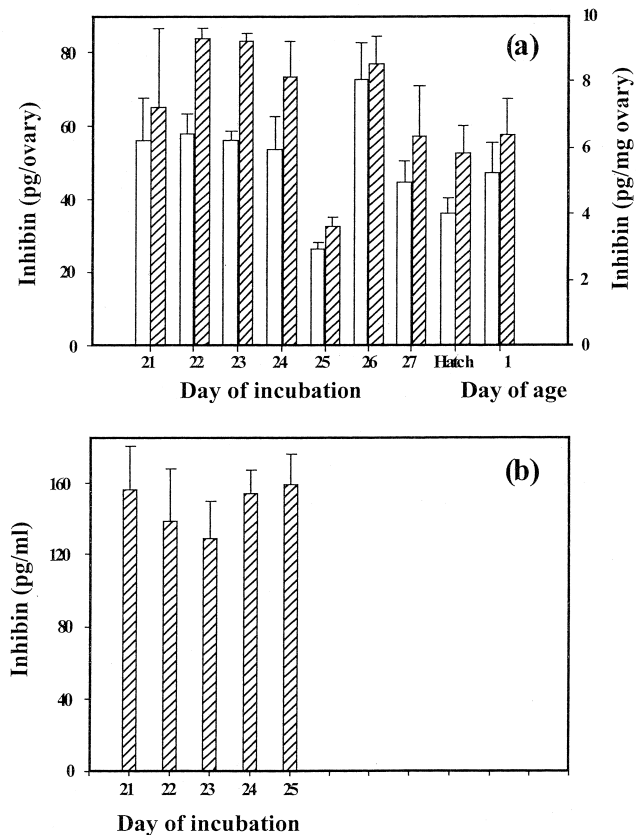 (a)
Inhibin (pg/ovary)
80
60
40
20
0
10
8
6
4
2
0
Inhibin (pg/mg ovary)
21 22 23 24 25 26 27 Hatch 1
Day of incubation Day of age
(b)
Inhibin (pg/ml)
160
120
80
40
0
21 22 23 24 25
Day of incubation